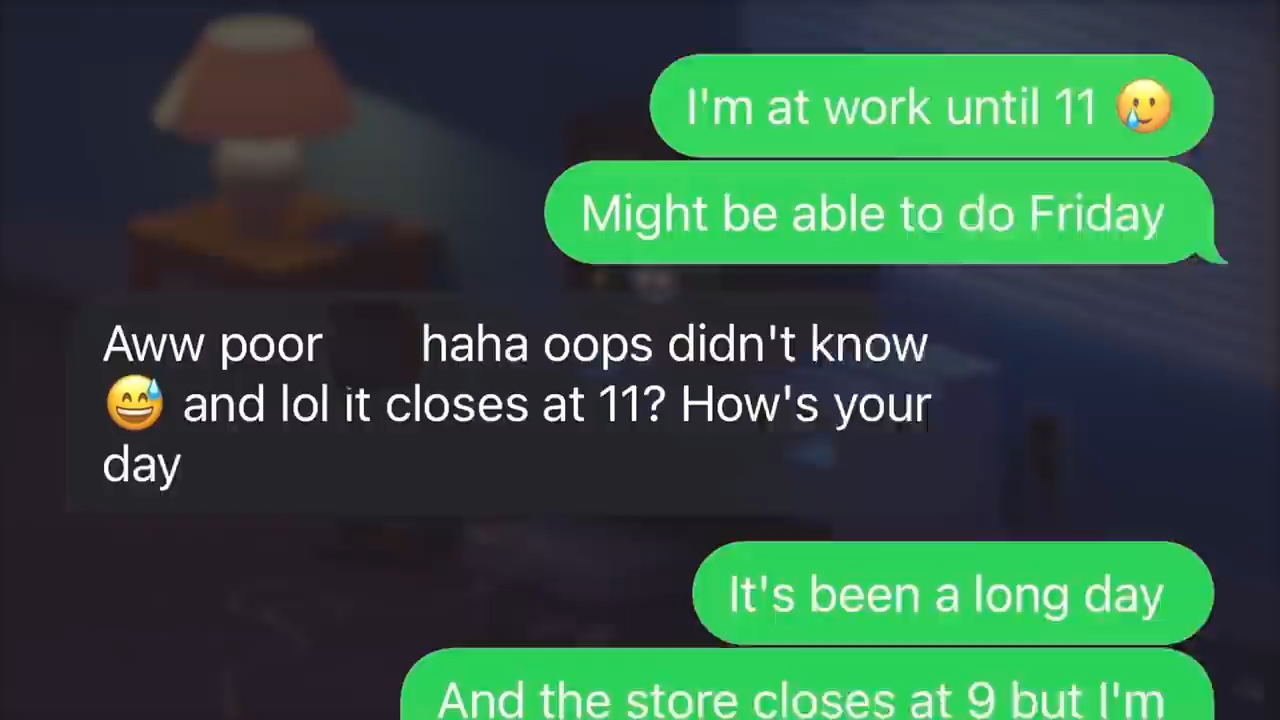 I'm at work until 11 🥲
Might be able to do Friday
Aww poor haha oops didn't know
😅 and lol it closes at 11? How's your
day
It's been a long day
And the store closes at 9 but I'm